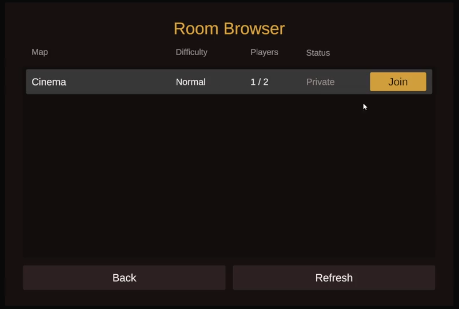 Room Browser
Map Difficulty Players Status
Cinema Normal 1 / 2 Private Join
Back Refresh